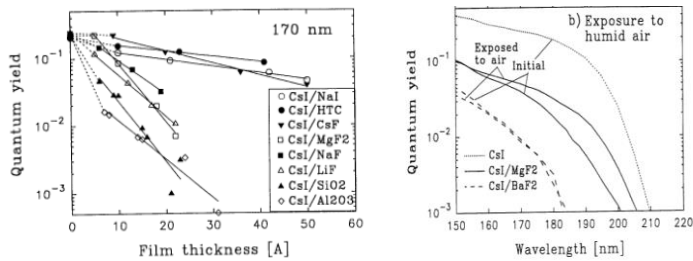 170 nm
Quantum yield
10^-1
10^-2
10^-3
CsI/NaI
CsI/HTC
CsI/CsF
CsI/MgF2
CsI/NaF
CsI/LiF
CsI/SiO2
CsI/Al2O3
0 10 20 30 40 50 60
Film thickness [A]
b) Exposure to
humid air
Exposed
to air
Initial
Quantum yield
10^-1
10^-2
10^-3
CsI
CsI/MgF2
CsI/BaF2
150 160 170 180 190 200 210 220
Wavelength [nm]